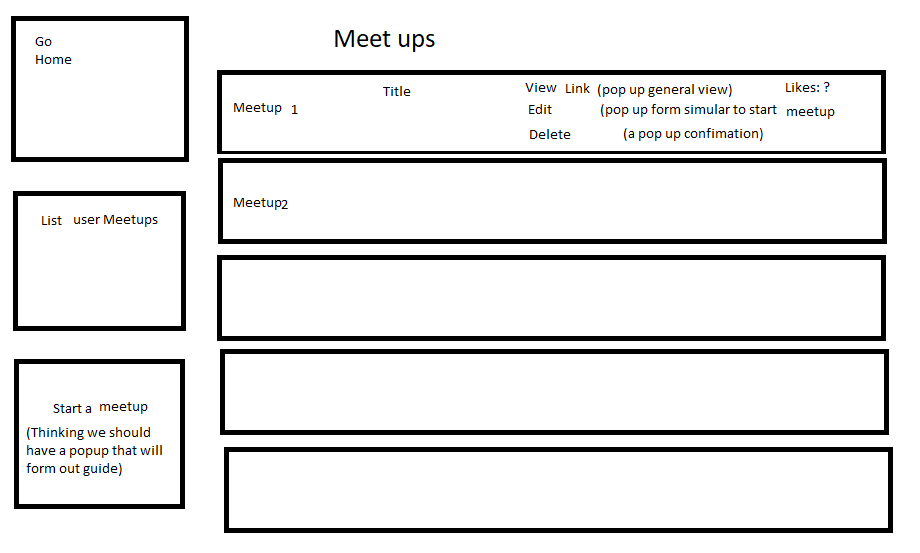 Go
Home
Meet ups
Meetup 1
Title
View Link (pop up general view)
Edit (pop up form simular to start meetup
Delete (a pop up confimation)
Likes: ?
Meetup2
List user Meetups
Start a meetup
(Thinking we should
have a popup that will
form out guide)